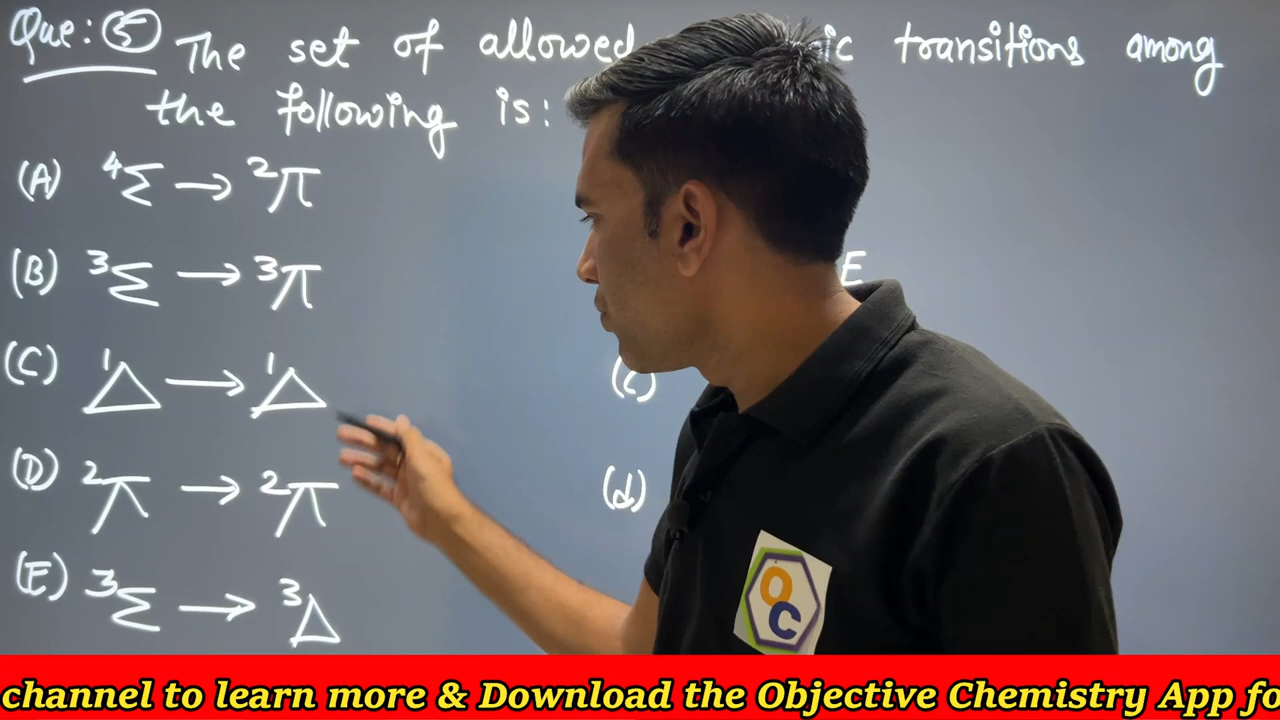 Que: 5 The set of allowed transitions among
the following is:
(A) ⁴Σ → ²π
(B) ³Σ → ³π
E
(C) ¹Δ → ¹Δ
(c)
(D) ²π → ²π
(d)
(E) ³Σ → ³Δ
OC
channel to learn more & Download the Objective Chemistry App fo